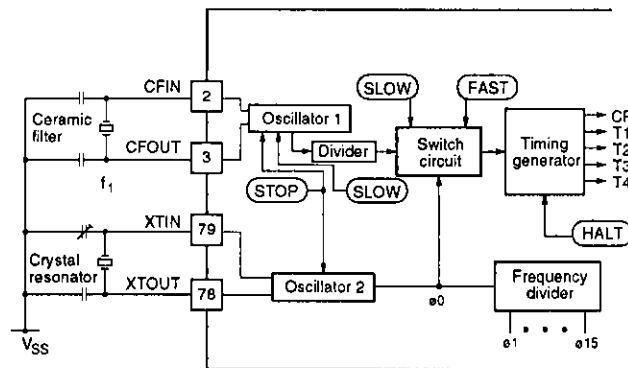 CFIN
2
SLOW
FAST
Ceramic
filter
Oscillator 1
CFOUT
3
f1
Divider
Switch
circuit
Timing
generator
CP
T1
T2
T3
T4
STOP
SLOW
HALT
XTIN
79
Crystal
resonator
XTOUT
78
Oscillator 2
ø0
Frequency
divider
ø1
ø15
VSS